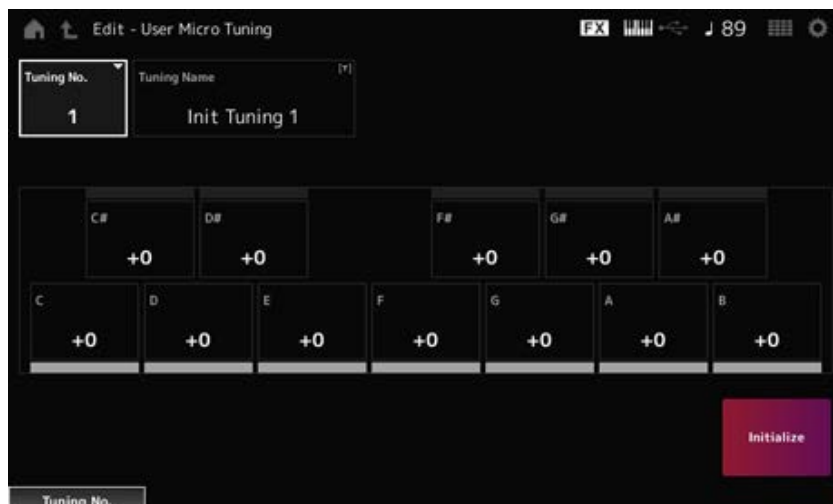 Edit - User Micro Tuning FX ♩ 89
Tuning No. Tuning Name [T]
1 Init Tuning 1
C# D# F# G# A#
+0 +0 +0 +0 +0
C D E F G A B
+0 +0 +0 +0 +0 +0 +0
Initialize
Tuning No.